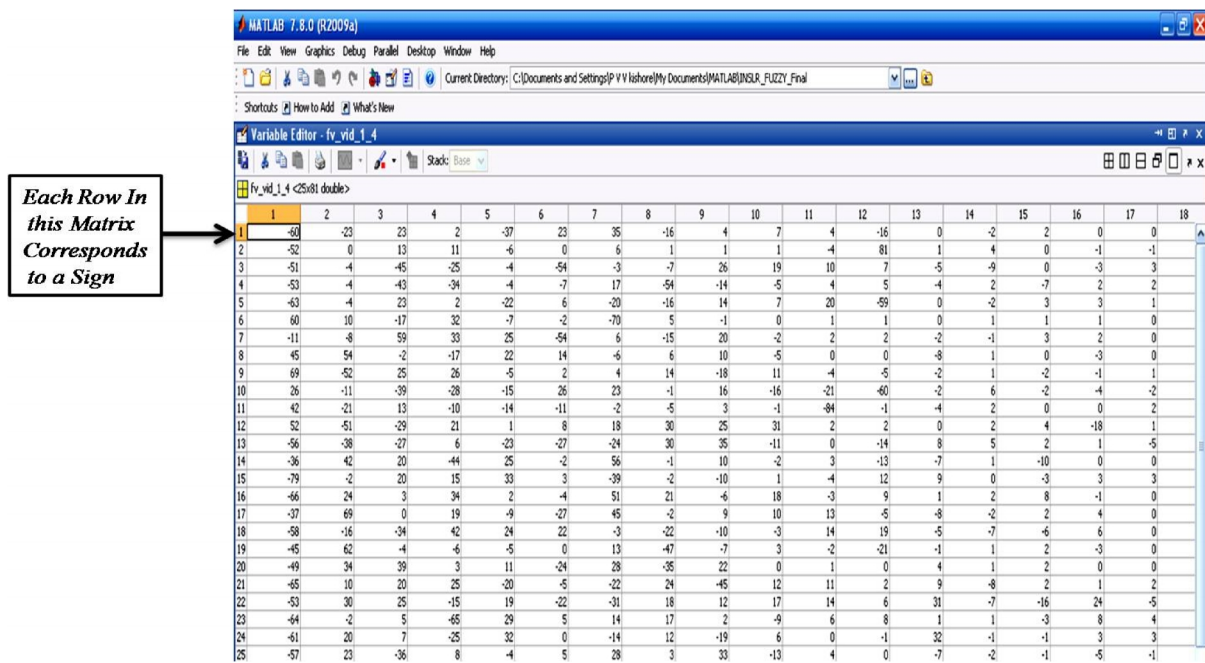 MATLAB 7.8.0 (R2009a)
File Edit View Graphics Debug Parallel Desktop Window Help
Current Directory: C:\Documents and Settings\P V V kishore\My Documents\MATLAB\INSLR_FUZZY_Final
Shortcuts How to Add What's New
Variable Editor - fv_vid_1_4
Stack: Base
fv_vid_1_4 <25x81 double>
Each Row In
this Matrix
Corresponds
to a Sign
1 2 3 4 5 6 7 8 9 10 11 12 13 14 15 16 17 18
1 -60 -23 23 2 -37 23 35 -16 4 7 4 -16 0 -2 2 0 0
2 -52 0 13 11 -6 0 6 1 1 1 -4 81 1 4 0 -1 -1
3 -51 -4 -45 -25 -4 -54 -3 -7 26 19 10 7 -5 -9 0 -3 3
4 -53 -4 -43 -34 -4 -7 17 -54 -14 -5 4 5 -4 2 -7 2 2
5 -63 -4 23 2 -22 6 -20 -16 14 7 20 -59 0 -2 3 3 1
6 60 10 -17 32 -7 -2 -70 5 -1 0 1 1 0 1 1 1 0
7 -11 -8 59 33 25 -54 6 -15 20 -2 2 2 -2 -1 3 2 0
8 45 54 -2 -17 22 14 -6 6 10 -5 0 0 -8 1 0 -3 0
9 69 -52 25 26 -5 2 4 14 -18 11 -4 -5 -2 1 -2 -1 1
10 26 -11 -39 -28 -15 26 23 -1 16 -16 -21 -60 -2 6 -2 -4 -2
11 42 -21 13 -10 -14 -11 -2 -5 3 -1 -84 -1 -4 2 0 0 2
12 52 -51 -29 21 1 8 18 30 25 31 2 2 0 2 4 -18 1
13 -56 -38 -27 6 -23 -27 -24 30 35 -11 0 -14 8 5 2 1 -5
14 -36 42 20 -44 25 -2 56 -1 10 -2 3 -13 -7 1 -10 0 0
15 -79 -2 20 15 33 3 -39 -2 -10 1 -4 12 9 0 -3 3 3
16 -66 24 3 34 2 -4 51 21 -6 18 -3 9 1 2 8 -1 0
17 -37 69 0 19 -9 -27 45 -2 9 10 13 -5 -8 -2 2 4 0
18 -58 -16 -34 42 24 22 -3 -22 -10 -3 14 19 -5 -7 -6 6 0
19 -45 62 -4 -6 -5 0 13 -47 -7 3 -2 -21 -1 1 2 -3 0
20 -49 34 39 3 11 -24 28 -35 22 0 1 0 4 1 2 0 0
21 -65 10 20 25 -20 -5 -22 24 -45 12 11 2 9 -8 2 1 2
22 -53 30 25 -15 19 -22 -31 18 12 17 14 6 31 -7 -16 24 -5
23 -64 -2 5 -65 29 5 14 17 2 -9 6 8 1 1 -3 8 4
24 -61 20 7 -25 32 0 -14 12 -19 6 0 -1 32 -1 -1 3 3
25 -57 23 -36 8 -4 5 28 3 33 -13 4 0 -7 -2 -1 -5 -1